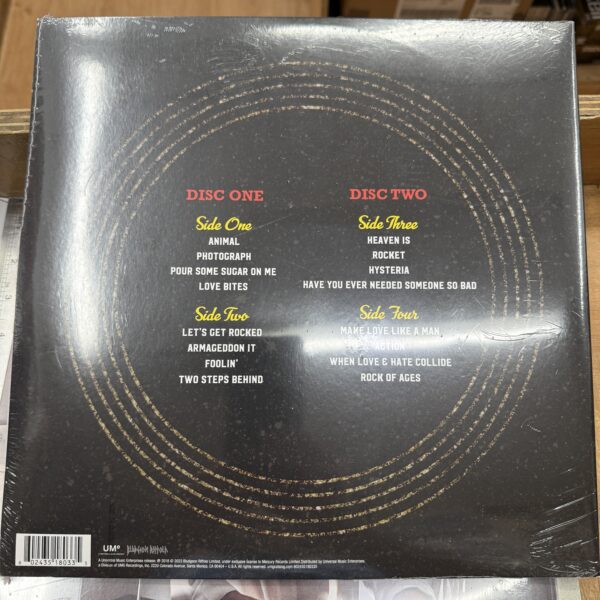 DISC ONE
Side One
ANIMAL
PHOTOGRAPH
POUR SOME SUGAR ON ME
LOVE BITES
Side Two
LET'S GET ROCKED
ARMAGEDDON IT
FOOLIN'
TWO STEPS BEHIND
DISC TWO
Side Three
HEAVEN IS
ROCKET
HYSTERIA
HAVE YOU EVER NEEDED SOMEONE SO BAD
Side Four
MAKE LOVE LIKE A MAN
ACTION
WHEN LOVE & HATE COLLIDE
ROCK OF AGES
UMe
BLUDGEON RIFFOLA